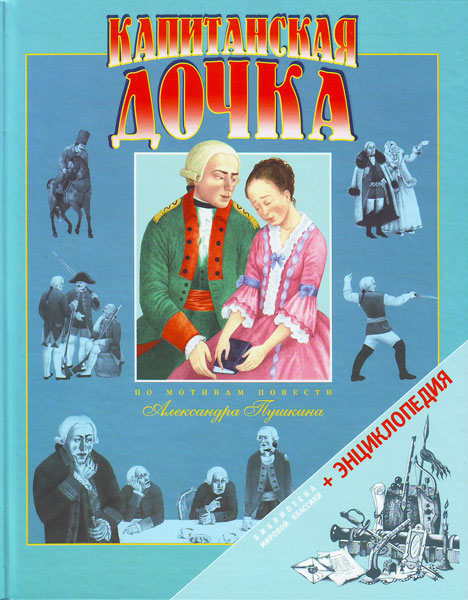 КАПИТАНСКАЯ
ДОЧКА
ПО МОТИВАМ ПОВЕСТИ
Александра Пушкина
БИБЛИОТЕКА
МИРОВОЙ КЛАССИКИ
+ ЭНЦИКЛОПЕДИЯ